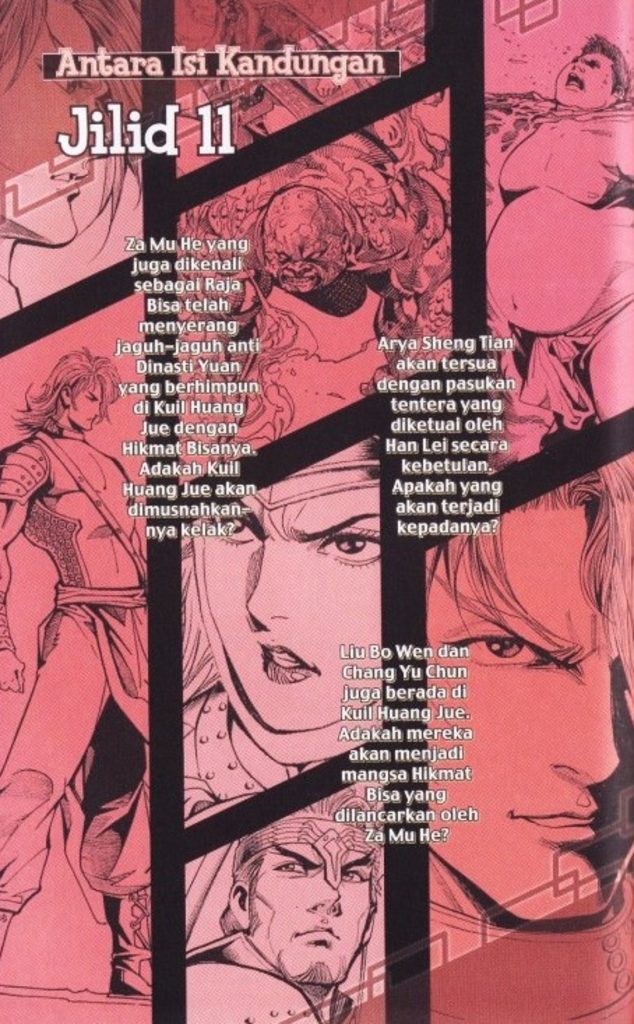 Antara Isi Kandungan
Jilid 11
Za Mu He yang
juga dikenali
sebagai Raja
Bisa telah
menyerang
jaguh-jaguh anti
Dinasti Yuan
yang berhimpun
di Kuil Huang
Jue dengan
Hikmat Bisanya.
Adakah Kuil
Huang Jue akan
dimusnahkan-
nya kelak?
Arya Sheng Tian
akan tersua
dengan pasukan
tentera yang
diketuai oleh
Han Lei secara
kebetulan.
Apakah yang
akan terjadi
kepadanya?
Liu Bo Wen dan
Chang Yu Chun
juga berada di
Kuil Huang Jue.
Adakah mereka
akan menjadi
mangsa Hikmat
Bisa yang
dilancarkan oleh
Za Mu He?